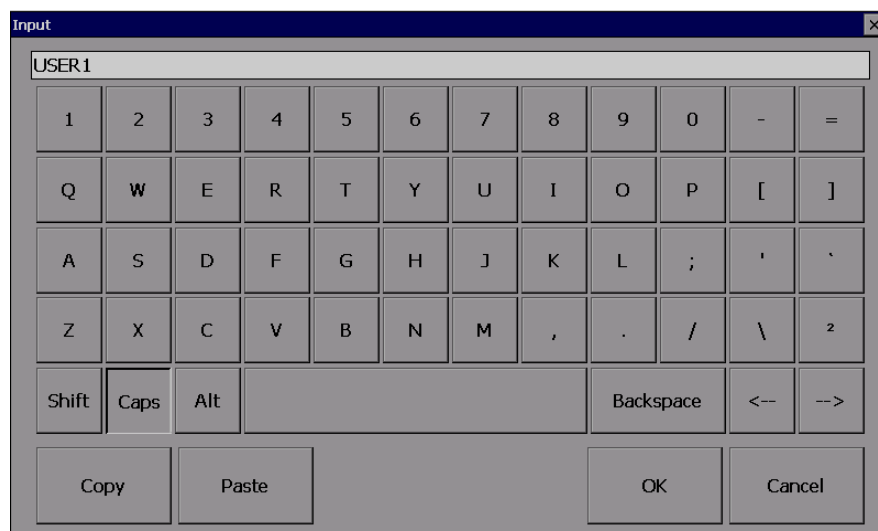 Input
USER1
1 2 3 4 5 6 7 8 9 0 - =
Q W E R T Y U I O P [ ]
A S D F G H J K L ; ' `
Z X C V B N M , . / \ ²
Shift Caps Alt Backspace <-- -->
Copy Paste OK Cancel